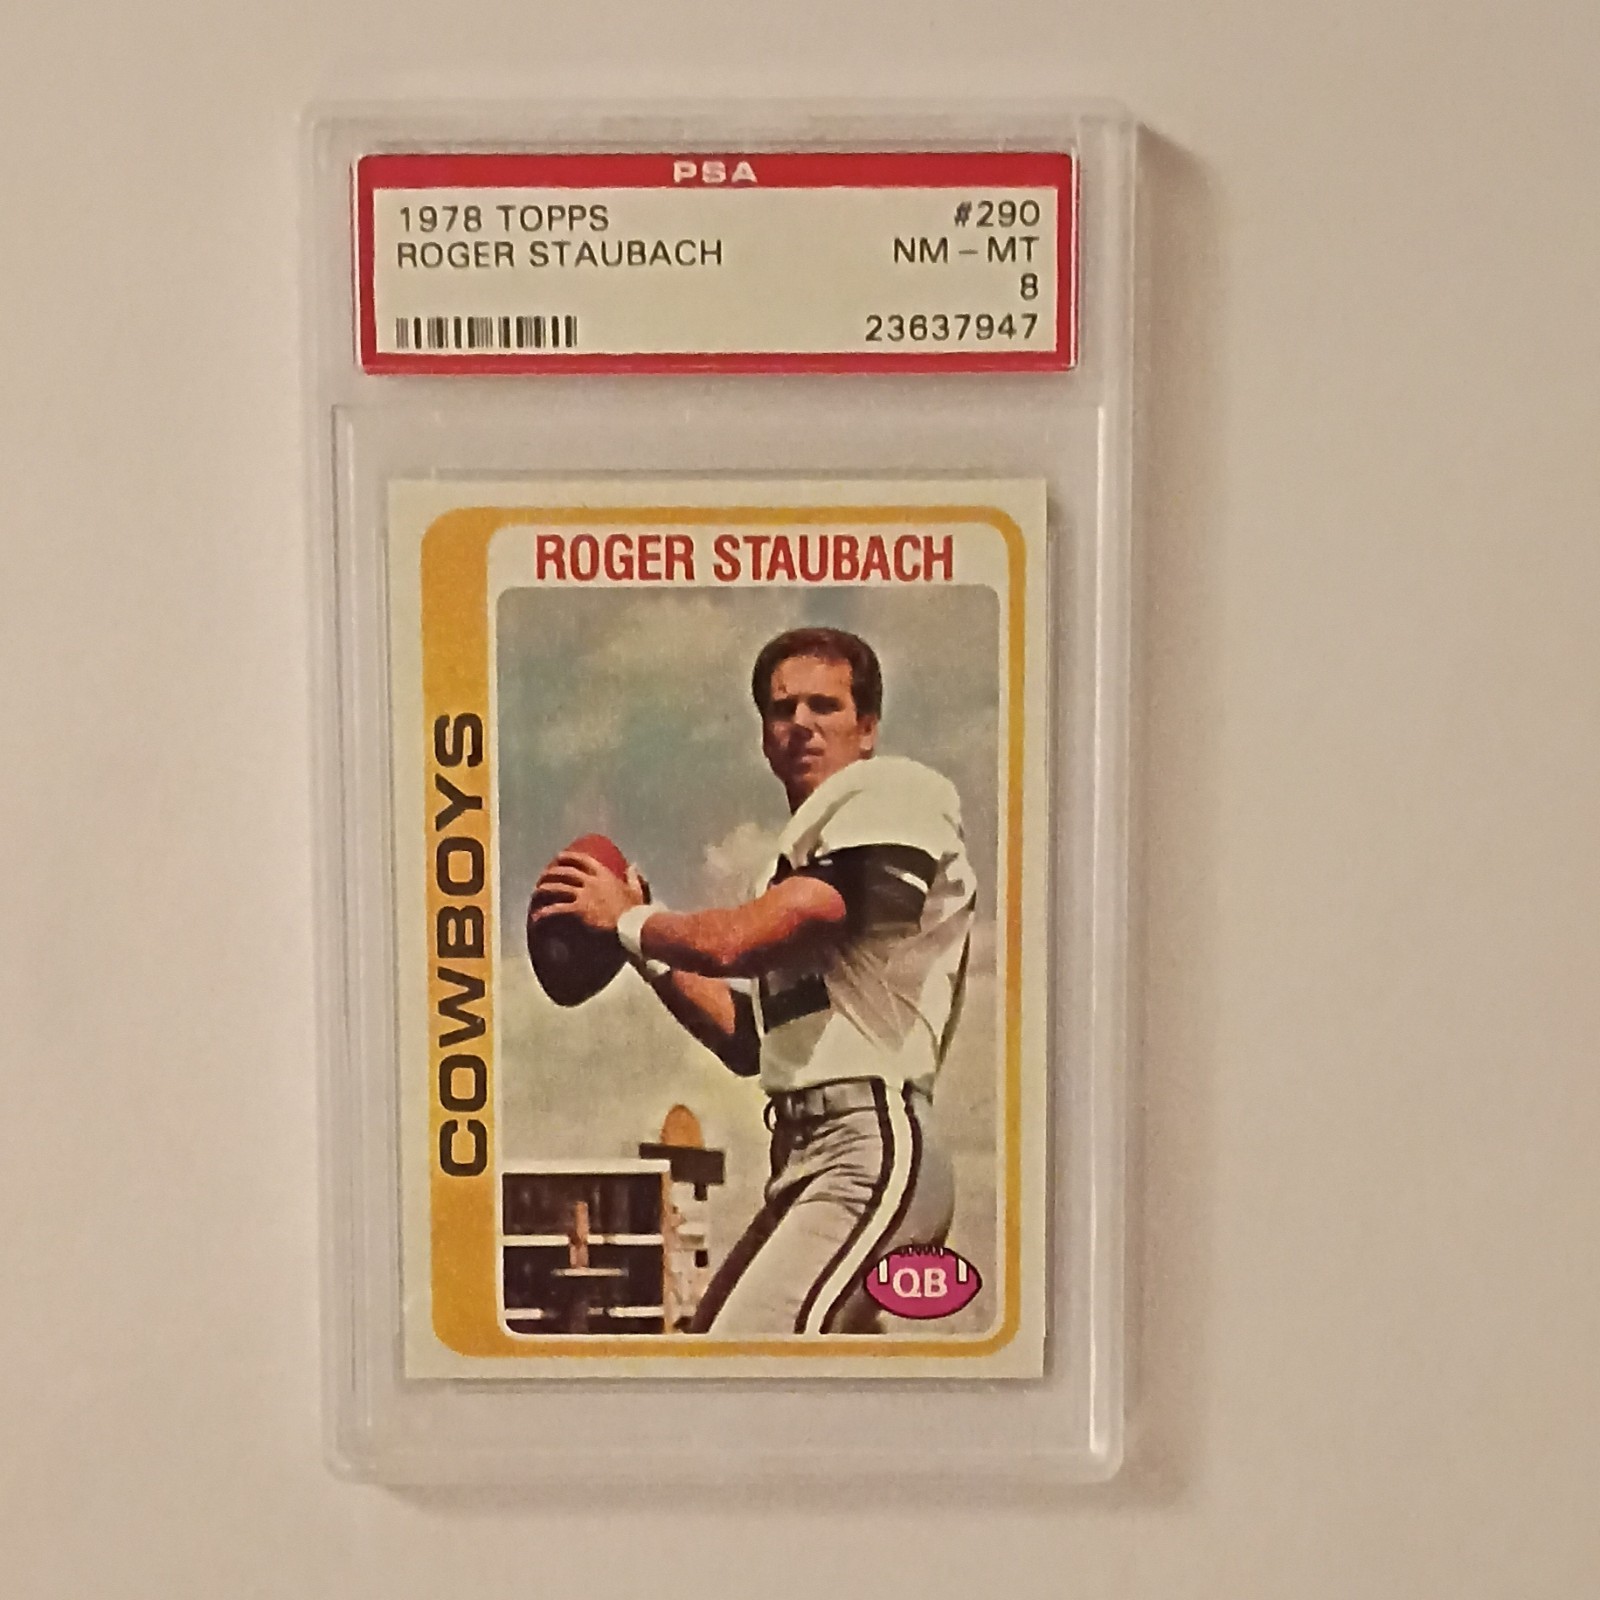 PSA
1978 TOPPS #290
ROGER STAUBACH NM - MT
8
23637947
ROGER STAUBACH
COWBOYS
QB